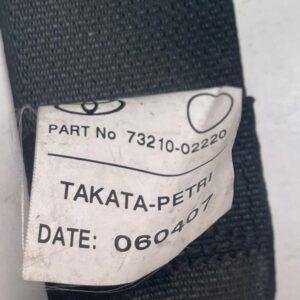 PART No 73210-02220
TAKATA-PETRI
DATE: 060407